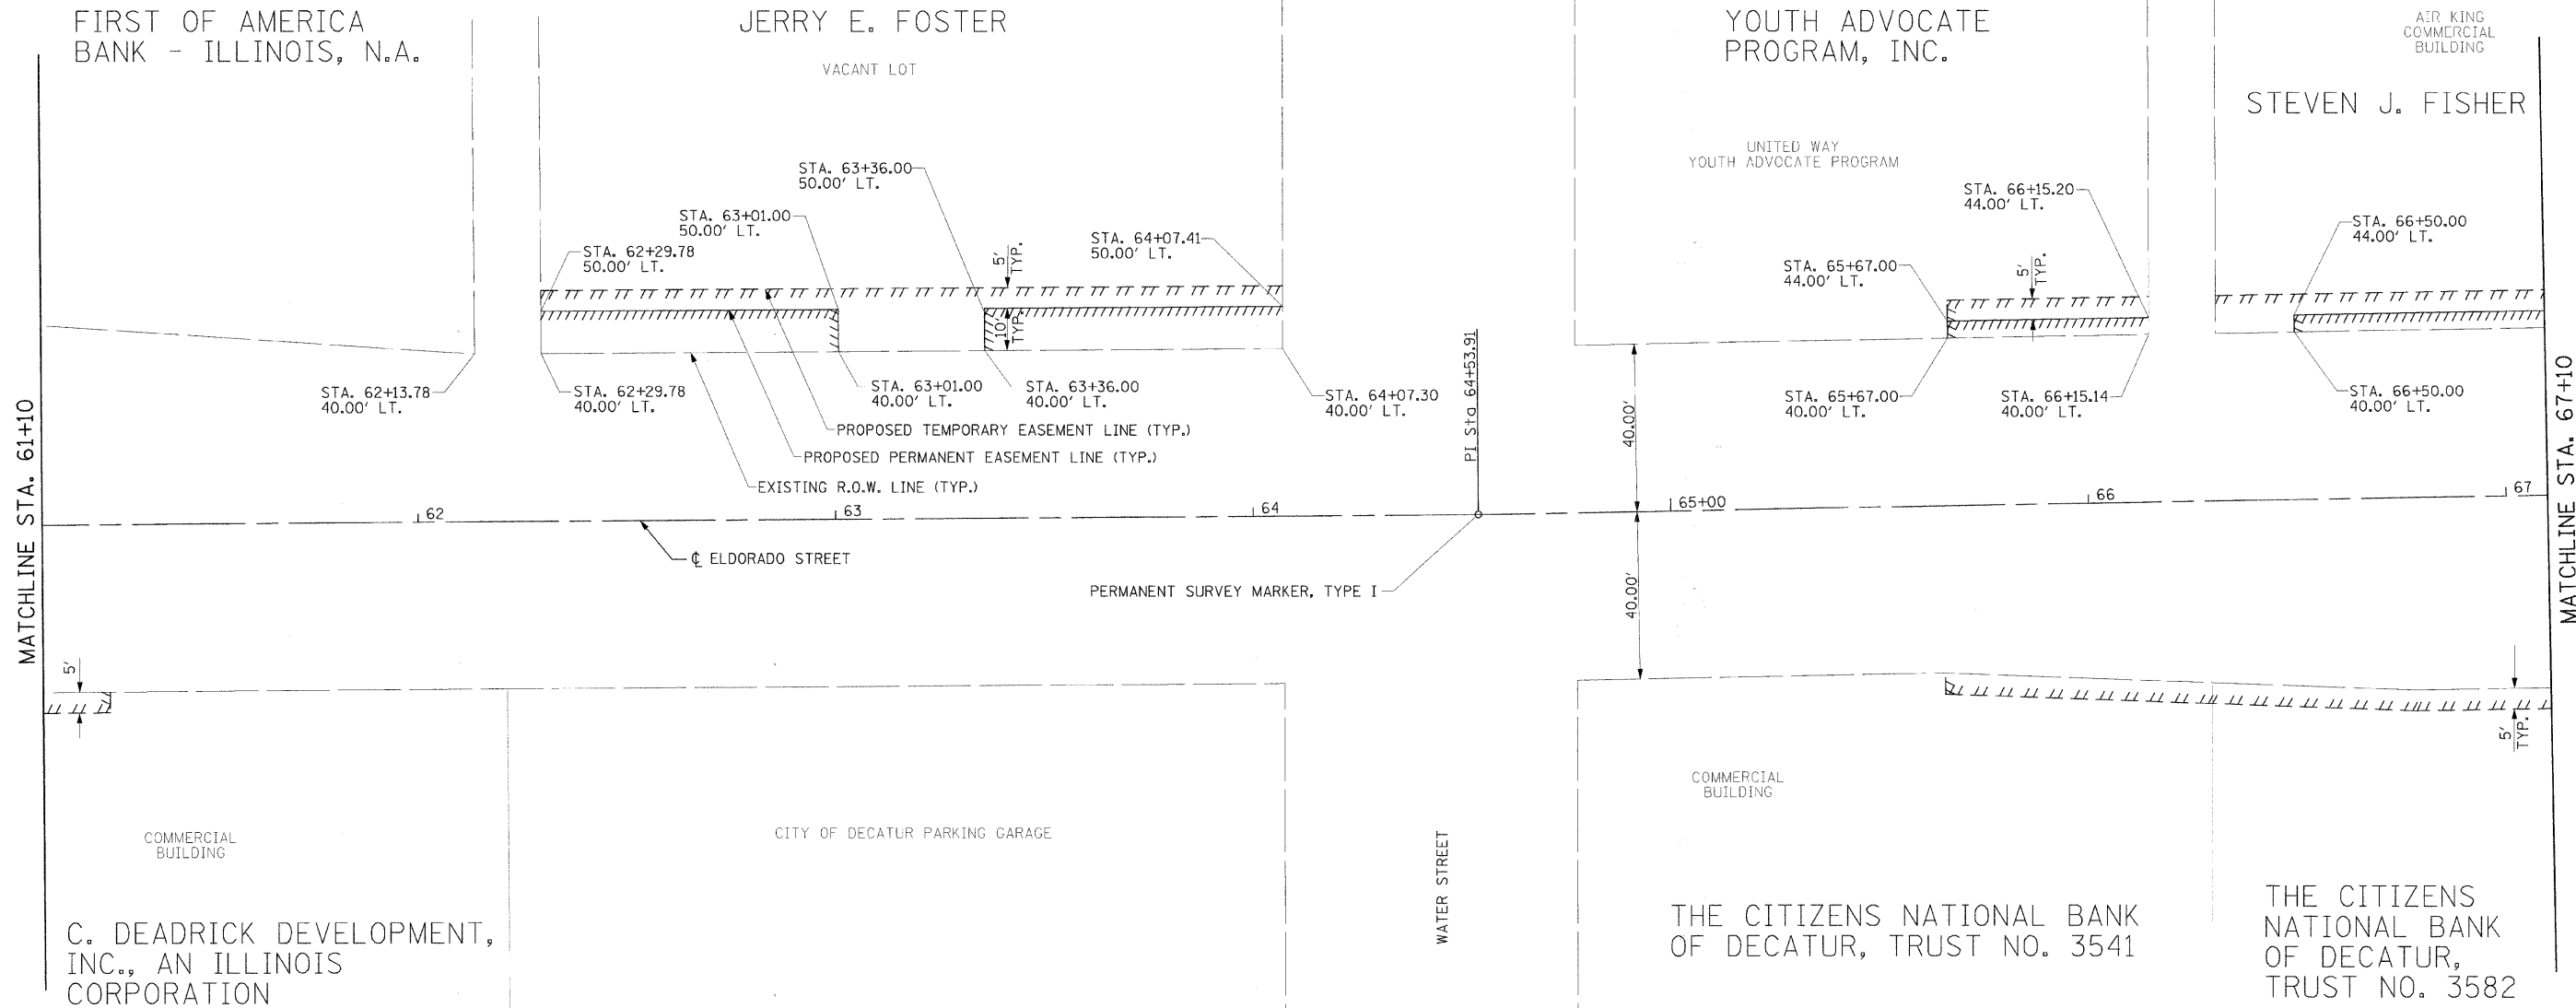 FIRST OF AMERICA
BANK - ILLINOIS, N.A.
JERRY E. FOSTER
VACANT LOT
YOUTH ADVOCATE
PROGRAM, INC.
AIR KING
COMMERCIAL
BUILDING
STEVEN J. FISHER
UNITED WAY
YOUTH ADVOCATE PROGRAM
STA. 63+36.00
50.00' LT.
STA. 63+01.00
50.00' LT.
STA. 62+29.78
50.00' LT.
5'
TYP.
STA. 64+07.41
50.00' LT.
STA. 66+15.20
44.00' LT.
STA. 66+50.00
44.00' LT.
STA. 65+67.00
44.00' LT.
5'
TYP.
10'
TYP.
STA. 62+13.78
40.00' LT.
STA. 62+29.78
40.00' LT.
STA. 63+01.00
40.00' LT.
STA. 63+36.00
40.00' LT.
STA. 64+07.30
40.00' LT.
PI Sta 64+53.91
40.00'
STA. 65+67.00
40.00' LT.
STA. 66+15.14
40.00' LT.
STA. 66+50.00
40.00' LT.
PROPOSED TEMPORARY EASEMENT LINE (TYP.)
PROPOSED PERMANENT EASEMENT LINE (TYP.)
EXISTING R.O.W. LINE (TYP.)
MATCHLINE STA. 61+10
MATCHLINE STA. 67+10
62
63
64
65+00
66
67
℄ ELDORADO STREET
PERMANENT SURVEY MARKER, TYPE I
40.00'
5'
5'
TYP.
COMMERCIAL
BUILDING
CITY OF DECATUR PARKING GARAGE
WATER STREET
COMMERCIAL
BUILDING
C. DEADRICK DEVELOPMENT,
INC., AN ILLINOIS
CORPORATION
THE CITIZENS NATIONAL BANK
OF DECATUR, TRUST NO. 3541
THE CITIZENS
NATIONAL BANK
OF DECATUR,
TRUST NO. 3582